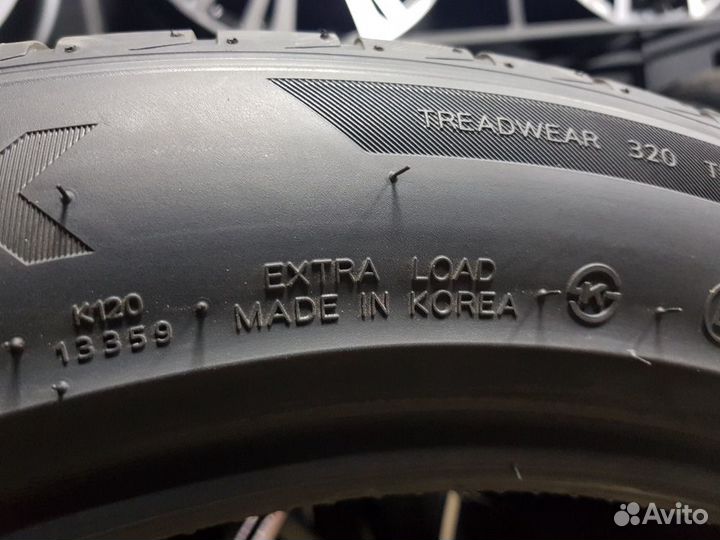 TREADWEAR 320 T
EXTRA LOAD
MADE IN KOREA
K
K120
13359
Avito